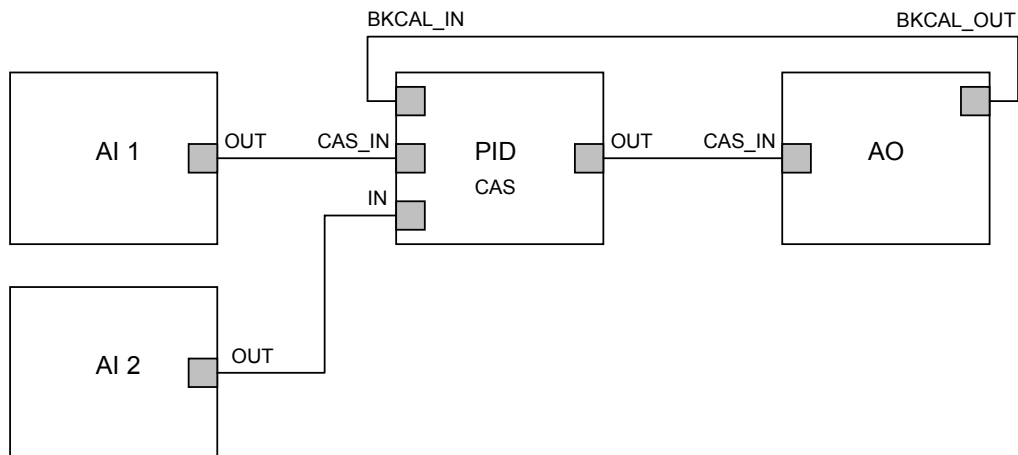 BKCAL_IN BKCAL_OUT
AI 1 OUT CAS_IN PID OUT CAS_IN AO
CAS
IN
AI 2 OUT